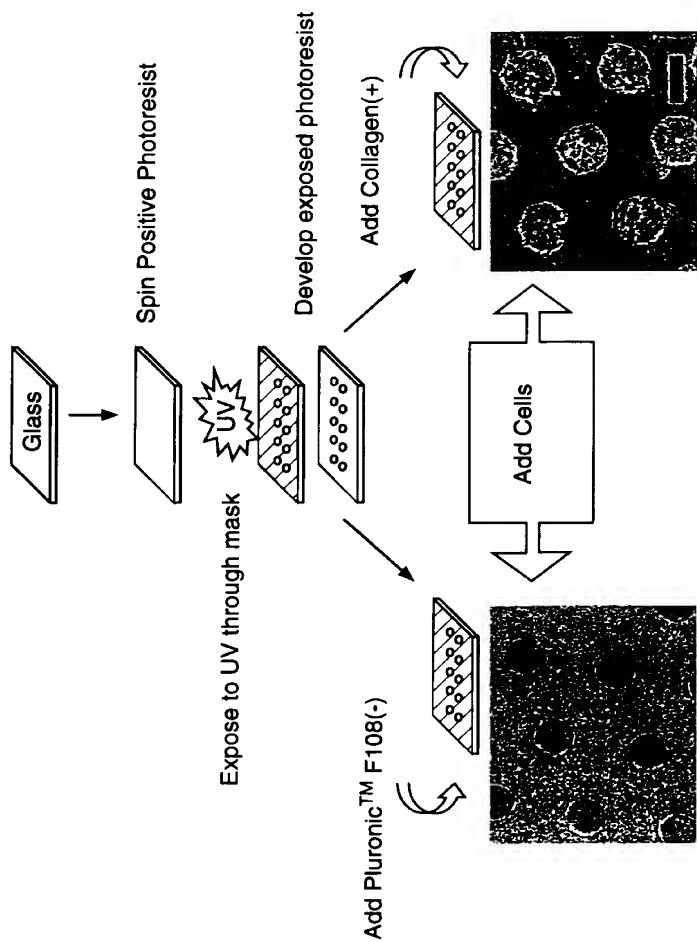 Glass
Spin Positive Photoresist
UV
Expose to UV through mask
Develop exposed photoresist
Add Pluronic™ F108(-)
Add Collagen(+)
Add Cells